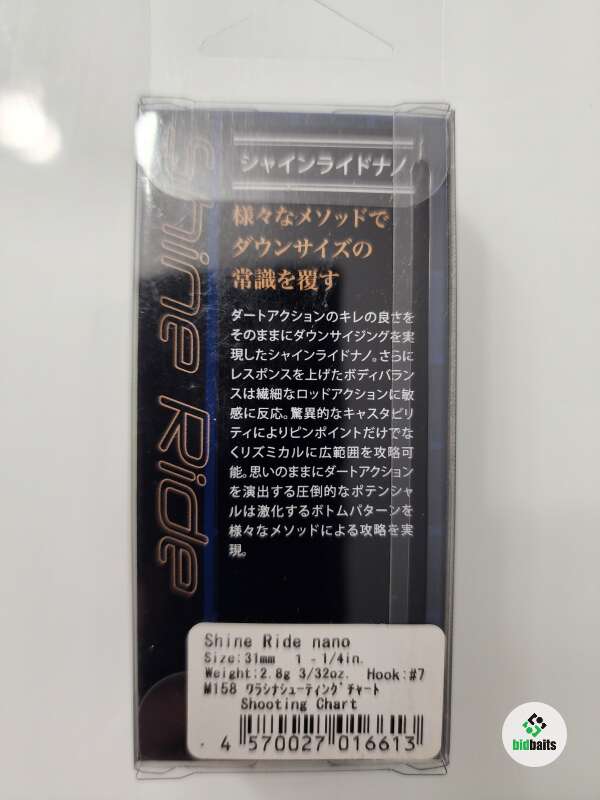 Shine Ride
シャインライドナノ
様々なメソッドで
ダウンサイズの
常識を覆す
ダートアクションのキレの良さを
そのままにダウンサイジングを実
現したシャインライドナノ。さらに
レスポンスを上げたボディバラン
スは繊細なロッドアクションに敏
感に反応。驚異的なキャスタビリ
ティによりピンポイントだけでな
くリズミカルに広範囲を攻略可
能。思いのままにダートアクション
を演出する圧倒的なポテンシャ
ルは激化するボトムパターンを
様々なメソッドによる攻略を実
現。
Shine Ride nano
Size:31mm 1 - 1/4in.
Weight:2.8g 3/32oz. Hook:#7
M158 ワラシナシューティングチャート
Shooting Chart
4 570027 016613
bidbaits